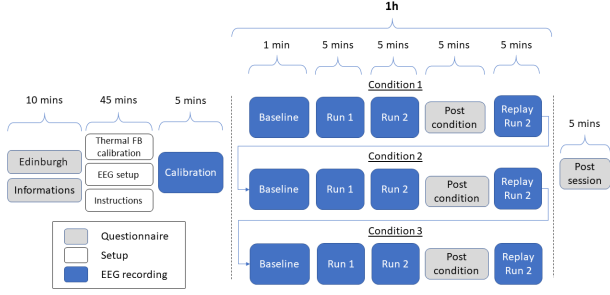 1h
1 min
5 mins
5 mins
5 mins
5 mins
Condition 1
10 mins
45 mins
5 mins
Baseline
Run 1
Run 2
Post
condition
Replay
Run 2
5 mins
Edinburgh
Informations
Thermal FB
calibration
EEG setup
Instructions
Calibration
Condition 2
Baseline
Run 1
Run 2
Post
condition
Replay
Run 2
Post
session
Condition 3
Baseline
Run 1
Run 2
Post
condition
Replay
Run 2
Questionnaire
Setup
EEG recording